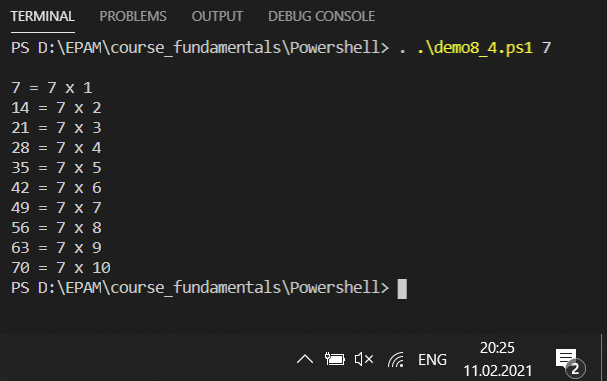 TERMINAL PROBLEMS OUTPUT DEBUG CONSOLE
PS D:\EPAM\course_fundamentals\Powershell> . .\demo8_4.ps1 7
7 = 7 x 1
14 = 7 x 2
21 = 7 x 3
28 = 7 x 4
35 = 7 x 5
42 = 7 x 6
49 = 7 x 7
56 = 7 x 8
63 = 7 x 9
70 = 7 x 10
PS D:\EPAM\course_fundamentals\Powershell>
20:25
ENG
11.02.2021
2